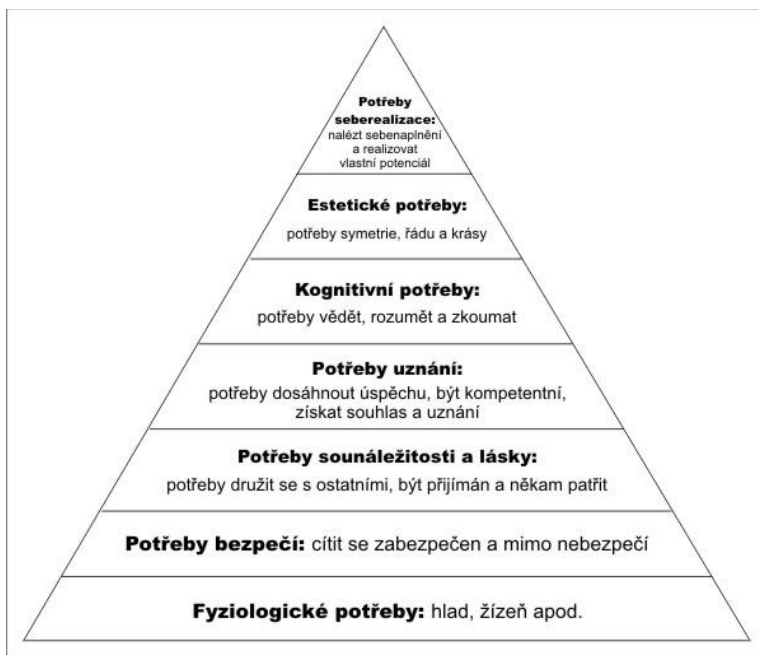 Potřeby
seberealizace:
nalézt sebenaplnění
a realizovat
vlastní potenciál
Estetické potřeby:
potřeby symetrie, řádu a krásy
Kognitivní potřeby:
potřeby vědět, rozumět a zkoumat
Potřeby uznání:
potřeby dosáhnout úspěchu, být kompetentní,
získat souhlas a uznání
Potřeby sounáležitosti a lásky:
potřeby družit se s ostatními, být přijímán a někam patřit
Potřeby bezpečí: cítit se zabezpečen a mimo nebezpečí
Fyziologické potřeby: hlad, žízeň apod.